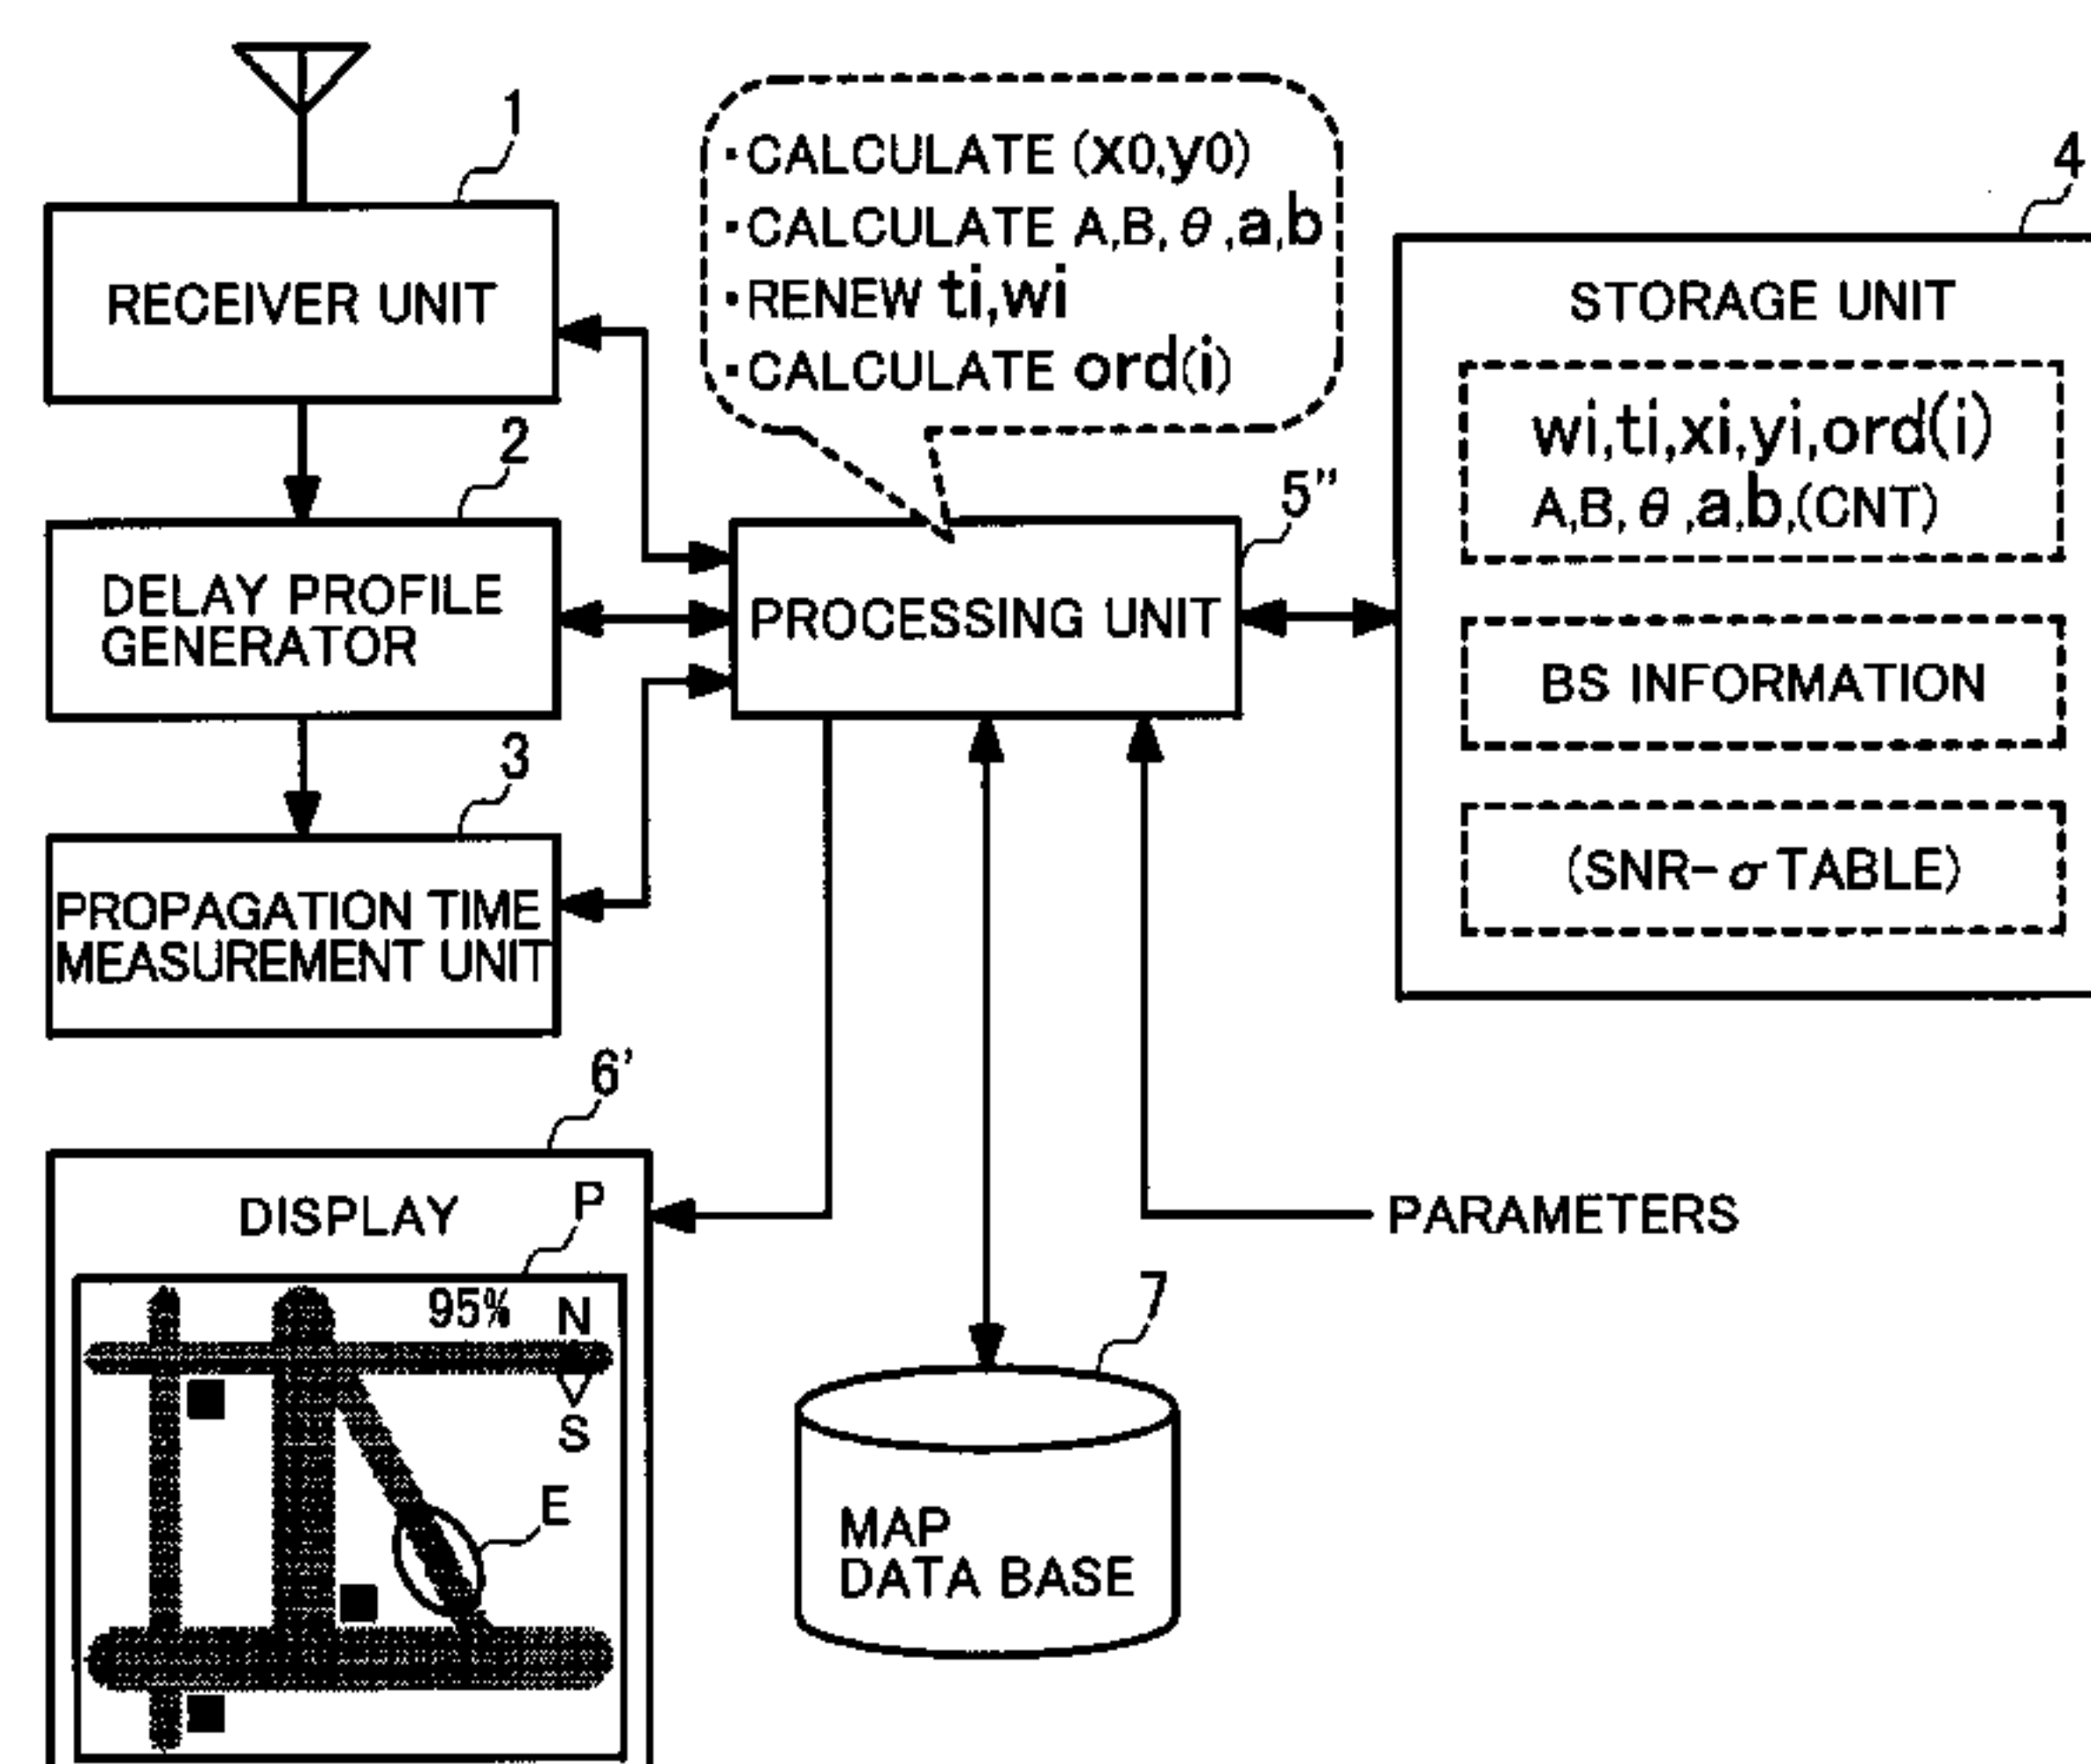 1
RECEIVER UNIT
2
DELAY PROFILE
GENERATOR
3
PROPAGATION TIME
MEASUREMENT UNIT
・CALCULATE (x0,y0)
・CALCULATE A,B,θ,a,b
・RENEW ti,wi
・CALCULATE ord(i)
5"
PROCESSING UNIT
4
STORAGE UNIT
wi,ti,xi,yi,ord(i)
A,B,θ,a,b,(CNT)
BS INFORMATION
(SNR-σ TABLE)
6'
DISPLAY
P
95%
N
S
E
PARAMETERS
7
MAP
DATA BASE